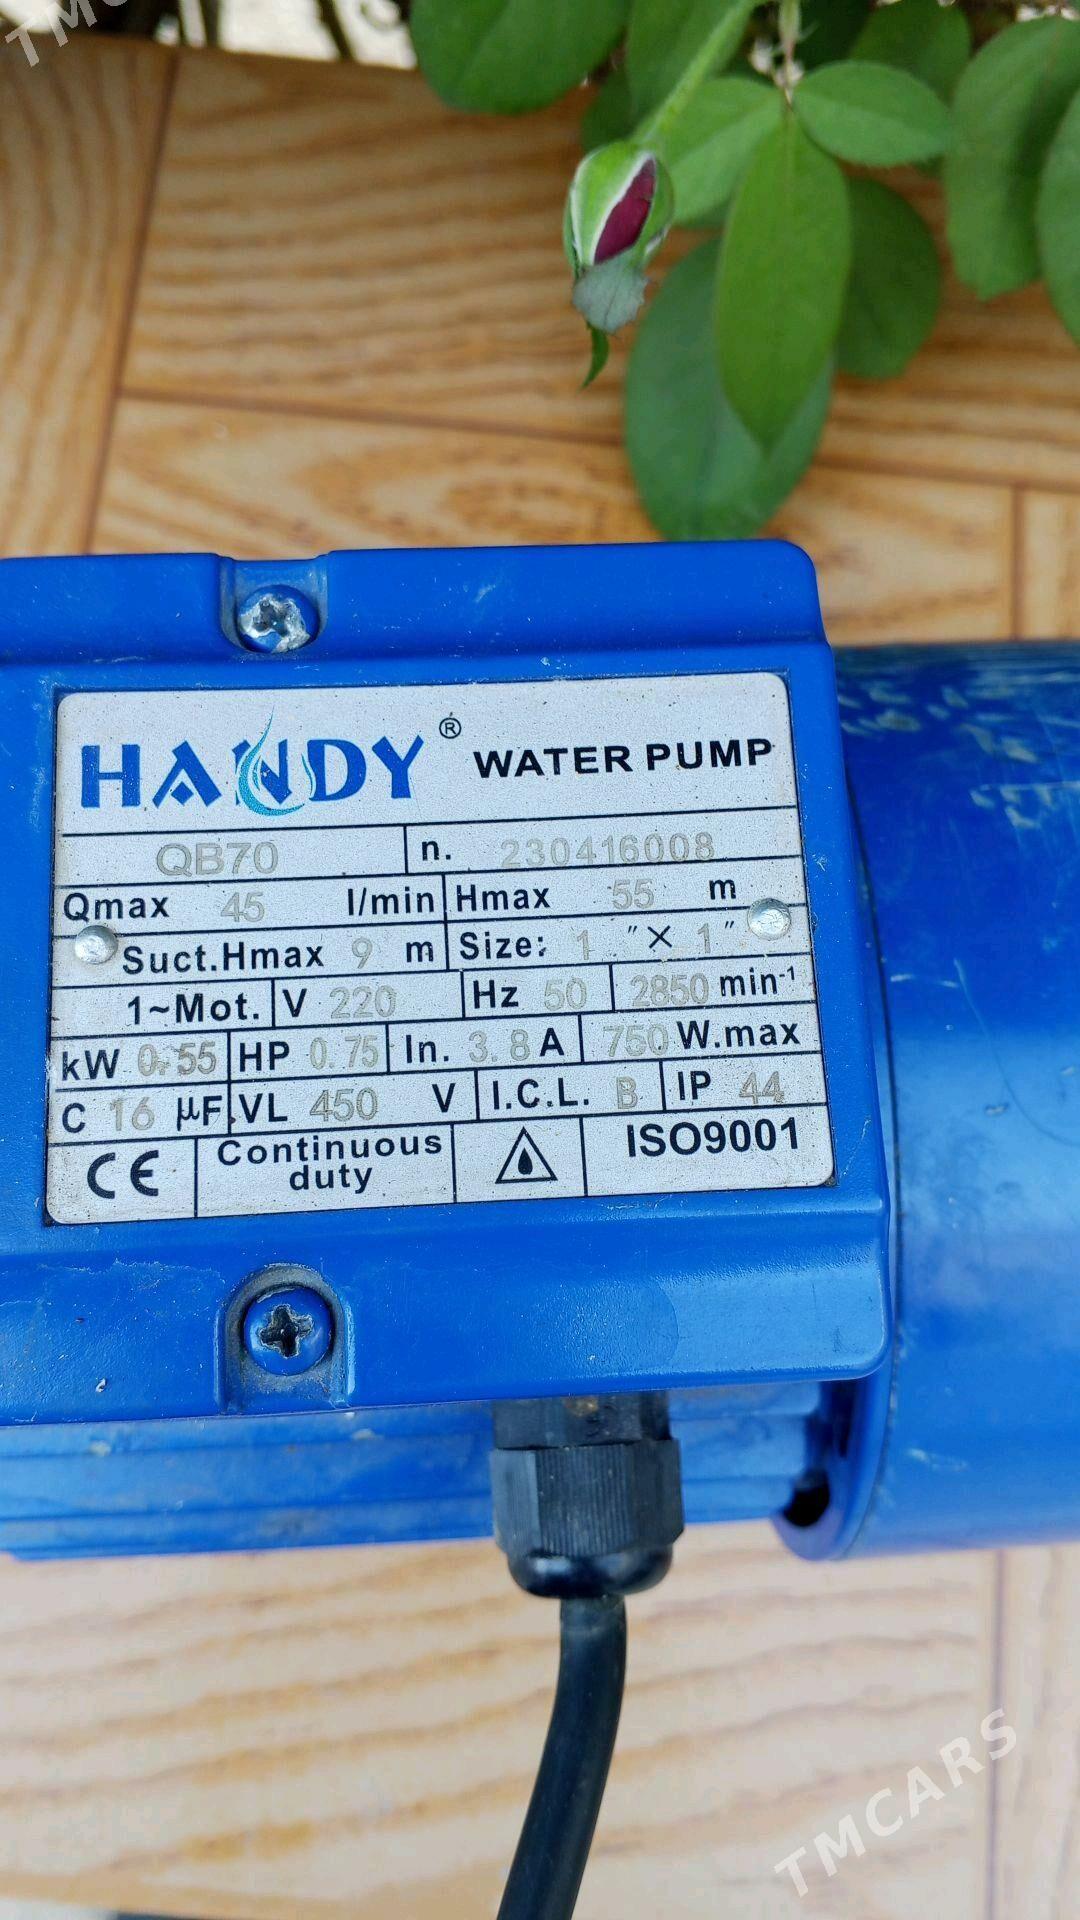 TMC
HANDY® WATER PUMP
QB70 n. 230416008
Qmax 45 l/min Hmax 55 m
Suct.Hmax 9 m Size: 1 "×1"
1~Mot. V 220 Hz 50 2850 min⁻¹
kW 0.55 HP 0.75 In. 3.8 A 750 W.max
C 16 μF VL 450 V I.C.L. B IP 44
CE Continuous duty ISO9001
TMCARS